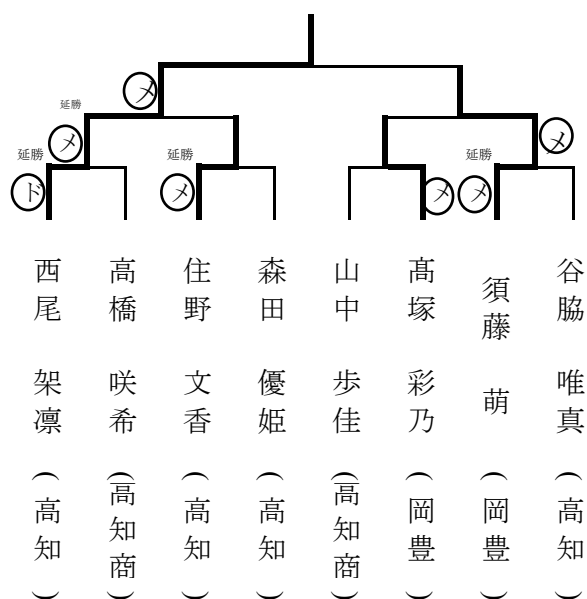 メ
延勝
メ
メ
延勝
延勝
延勝
ド
メ
メ
メ
西尾 架凛 (高知)
高橋 咲希 (高知商)
住野 文香 (高知)
森田 優姫 (高知)
山中 歩佳 (高知商)
髙塚 彩乃 (岡豊)
須藤 萌 (岡豊)
谷脇 唯真 (高知)